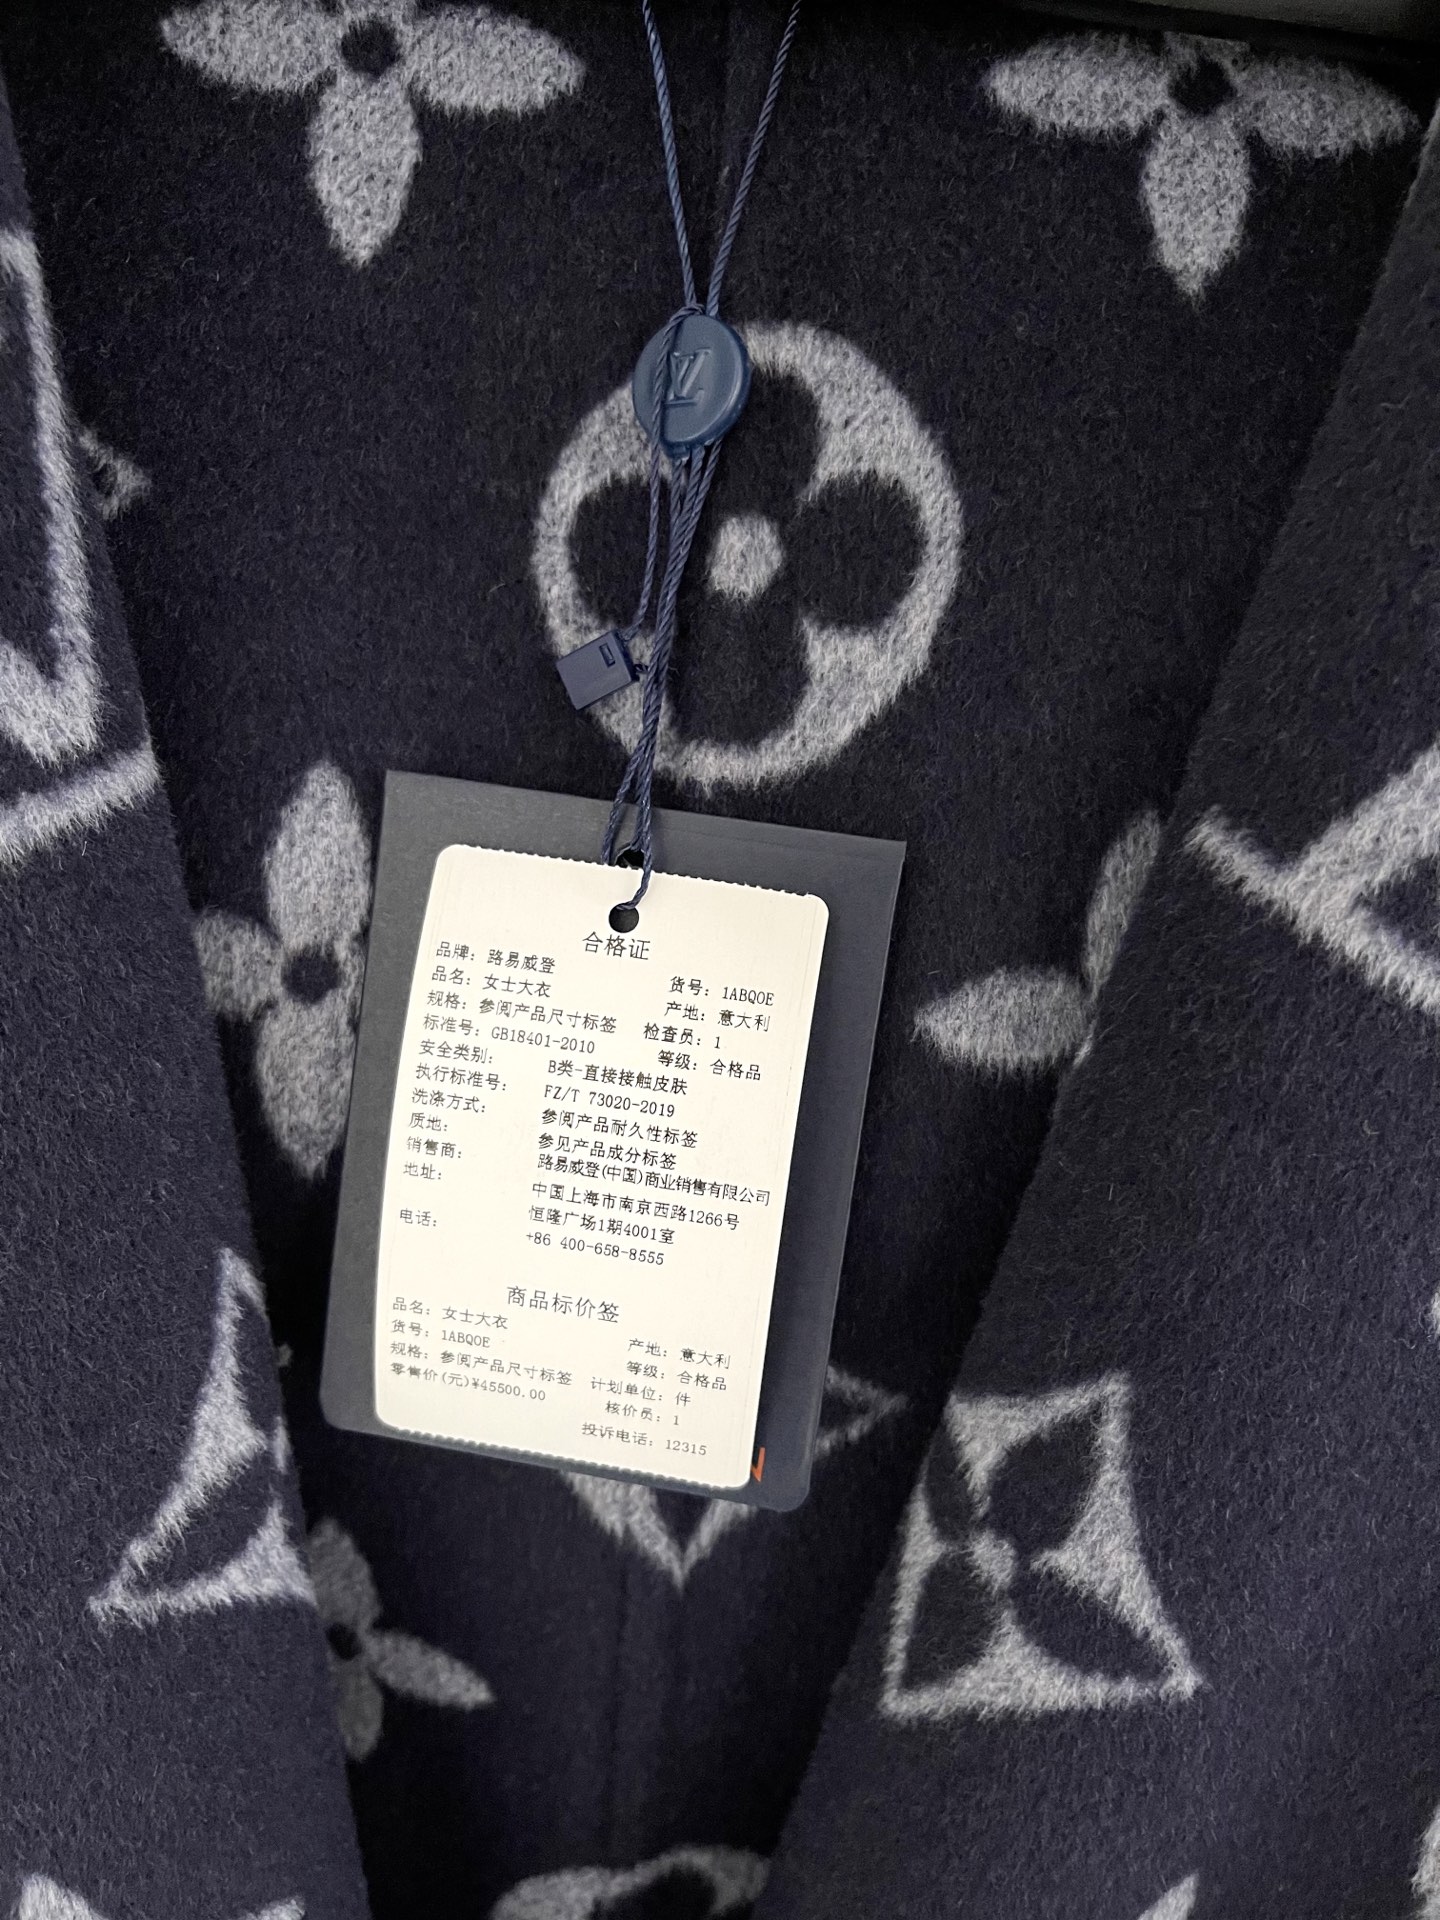 LV
合格证
品牌: 路易威登
品名: 女士大衣 货号: 1ABQOE
规格: 参阅产品尺寸标签 产地: 意大利
标准号: GB18401-2010 检查员: 1
等级: 合格品
安全类别: B类-直接接触皮肤
执行标准号: FZ/T 73020-2019
洗涤方式: 参阅产品耐久性标签
质地: 参见产品成分标签
销售商: 路易威登(中国)商业销售有限公司
地址: 中国上海市南京西路1266号
恒隆广场1期4001室
电话: +86 400-658-8555
商品标价签
品名: 女士大衣
货号: 1ABQOE 产地: 意大利
规格: 参阅产品尺寸标签 等级: 合格品
零售价(元)¥45500.00 计划单位: 件
核价员: 1
投诉电话: 12315